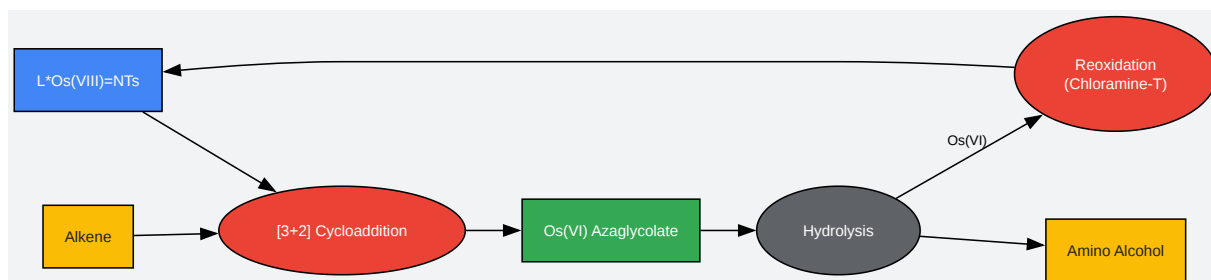 Reoxidation
(Chloramine-T)
L*Os(VIII)=NTs
Os(VI)
Alkene
[3+2] Cycloaddition
Os(VI) Azaglycolate
Hydrolysis
Amino Alcohol